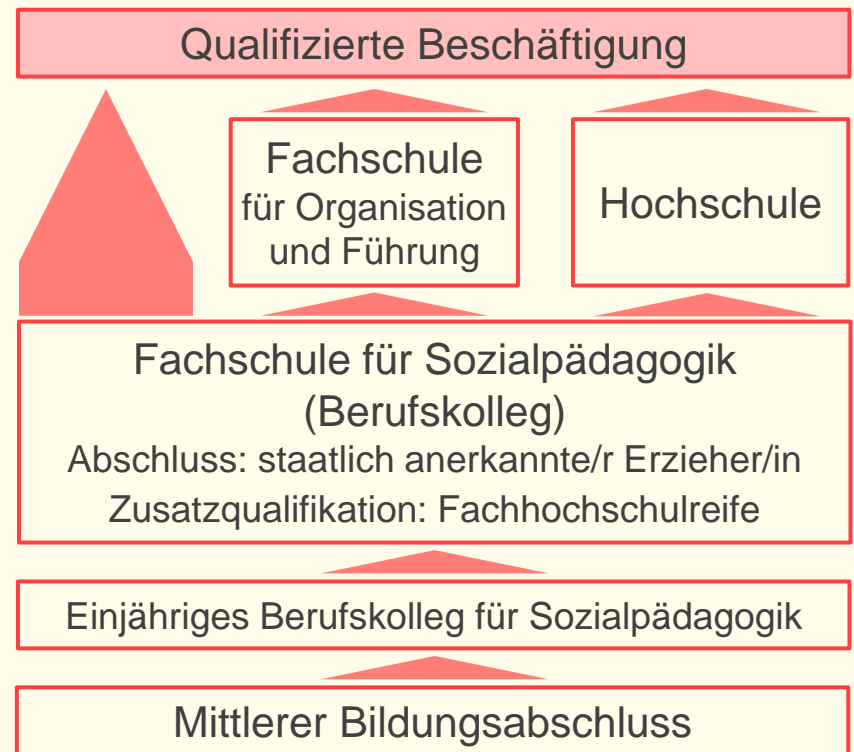 Qualifizierte Beschäftigung
Fachschule
für Organisation
und Führung
Hochschule
Fachschule für Sozialpädagogik
(Berufskolleg)
Abschluss: staatlich anerkannte/r Erzieher/in
Zusatzqualifikation: Fachhochschulreife
Einjähriges Berufskolleg für Sozialpädagogik
Mittlerer Bildungsabschluss